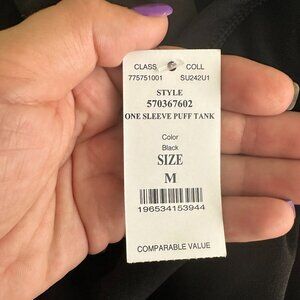 CLASS COLL
775751001 SU242U1
STYLE
570367602
ONE SLEEVE PUFF TANK
Color
Black
SIZE
M
196534153944
COMPARABLE VALUE